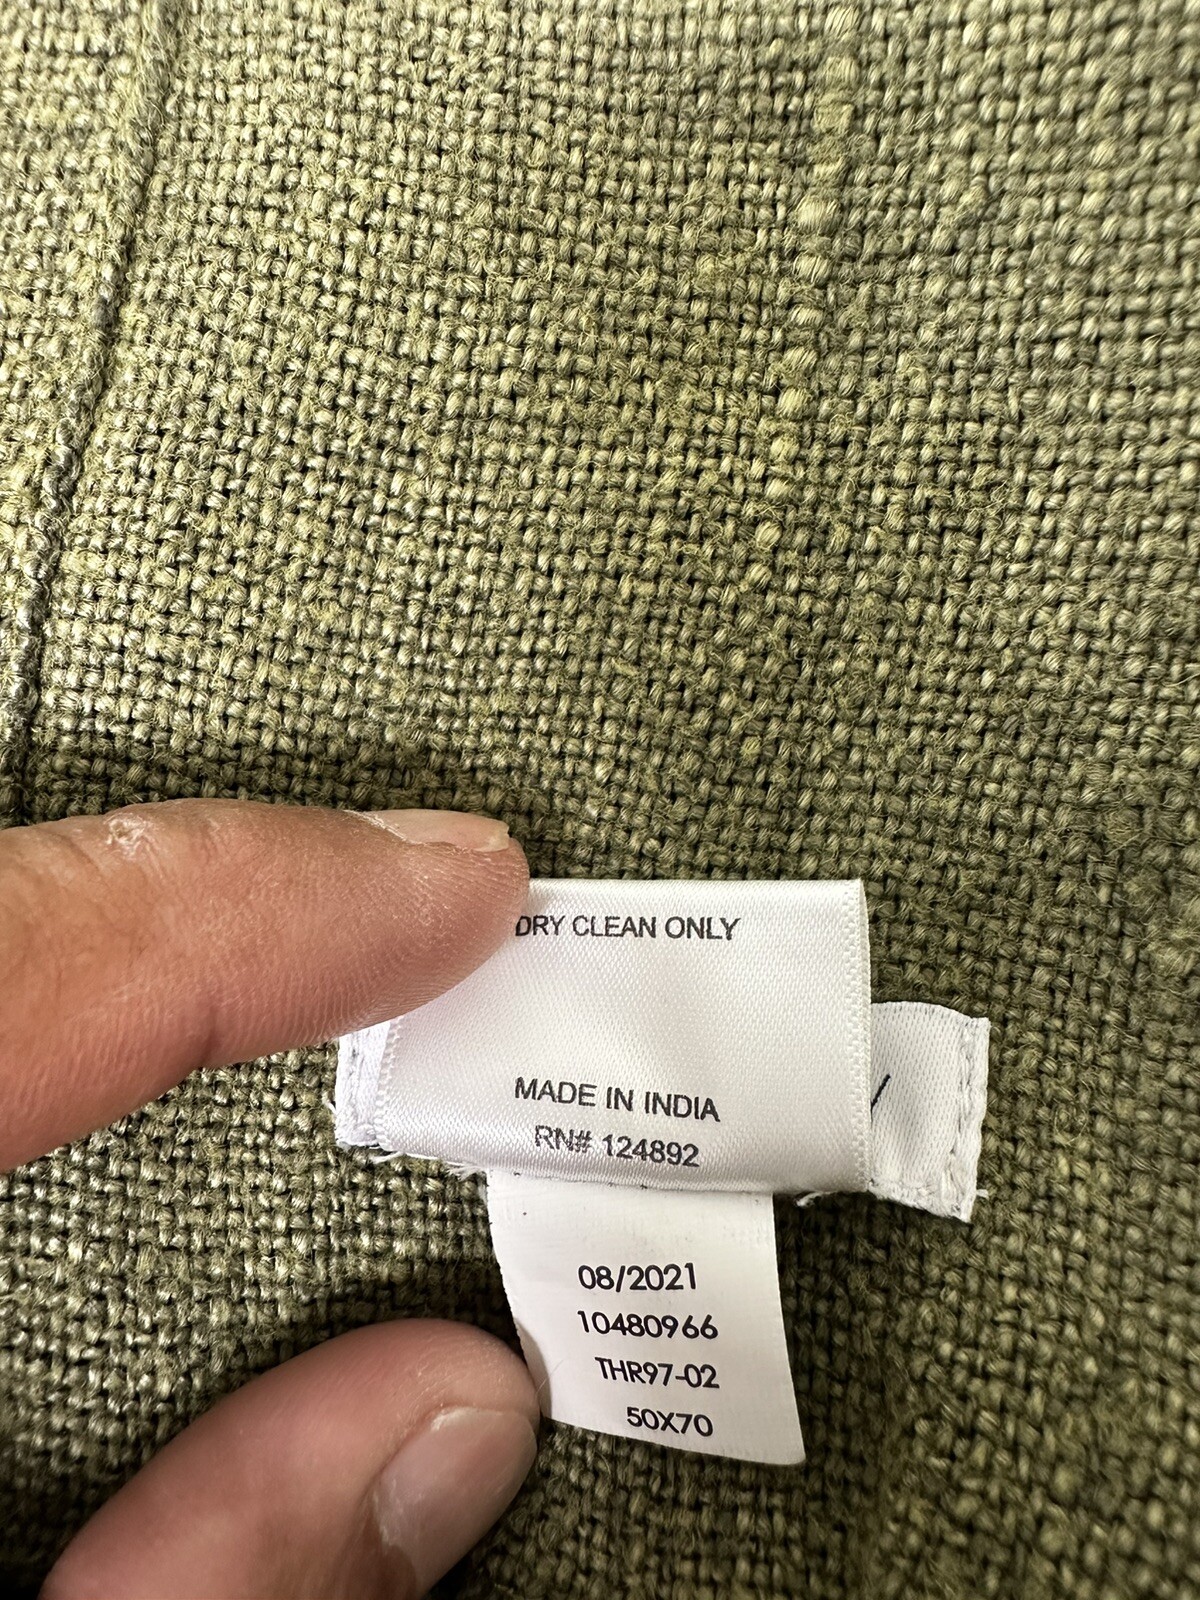 DRY CLEAN ONLY
MADE IN INDIA
RN# 124892
08/2021
10480966
THR97-02
50X70